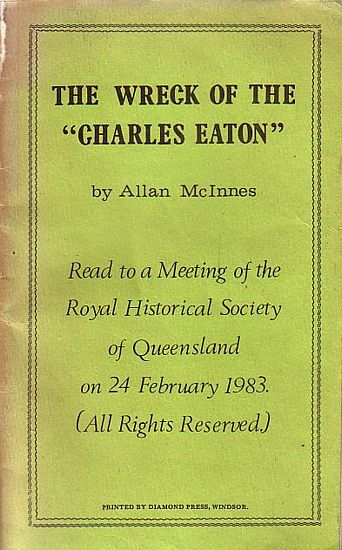 THE WRECK OF THE
"CHARLES EATON"
by Allan McInnes
Read to a Meeting of the
Royal Historical Society
of Queensland
on 24 February 1983.
(All Rights Reserved.)
PRINTED BY DIAMOND PRESS, WINDSOR.